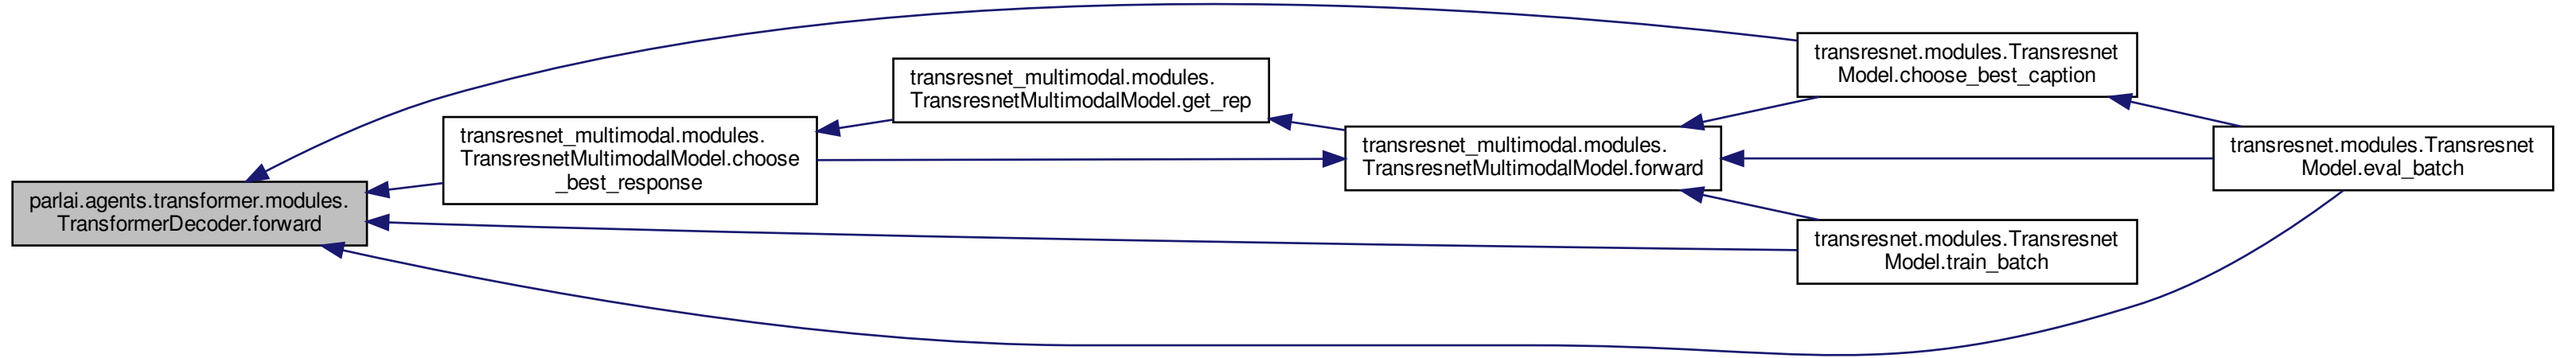 parlai.agents.transformer.modules.
TransformerDecoder.forward
transresnet_multimodal.modules.
TransresnetMultimodalModel.choose
_best_response
transresnet_multimodal.modules.
TransresnetMultimodalModel.get_rep
transresnet_multimodal.modules.
TransresnetMultimodalModel.forward
transresnet.modules.Transresnet
Model.choose_best_caption
transresnet.modules.Transresnet
Model.eval_batch
transresnet.modules.Transresnet
Model.train_batch